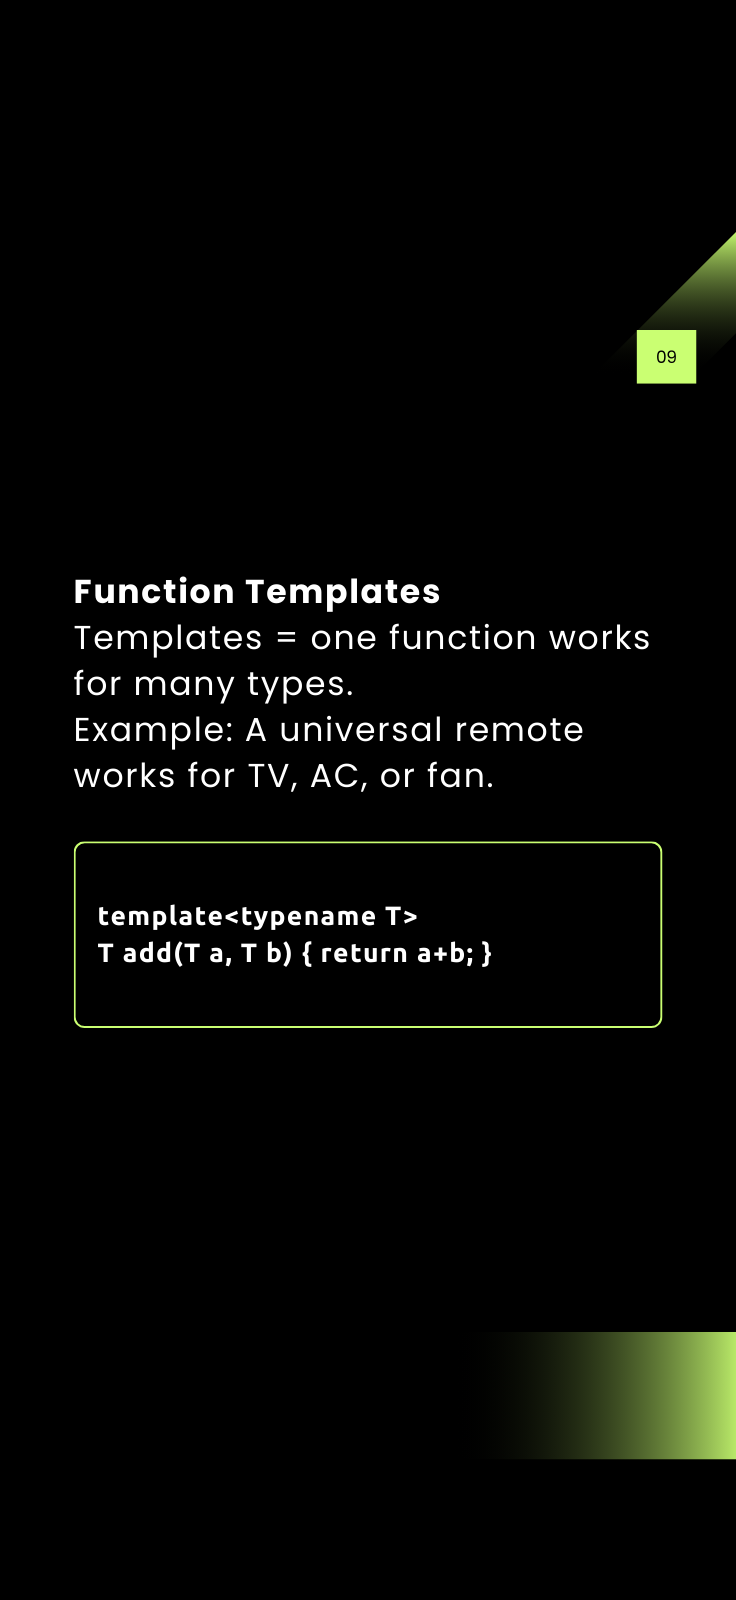 09
Function Templates
Templates = one function works
for many types.
Example: A universal remote
works for TV, AC, or fan.
template<typename T>
T add(T a, T b) { return a+b; }